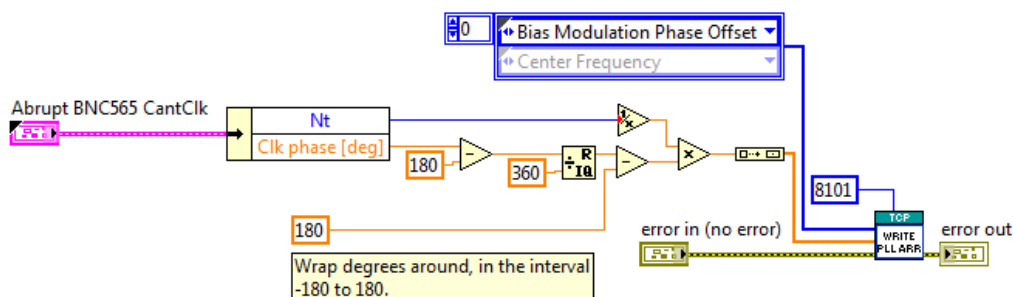 0
Bias Modulation Phase Offset
Center Frequency
Abrupt BNC565 CantClk
Nt
Clk phase [deg]
180
-
360
÷
R
IQ
-
1/x
x
180
Wrap degrees around, in the interval
-180 to 180.
8101
error in (no error)
TCP
WRITE
PLL ARR
error out